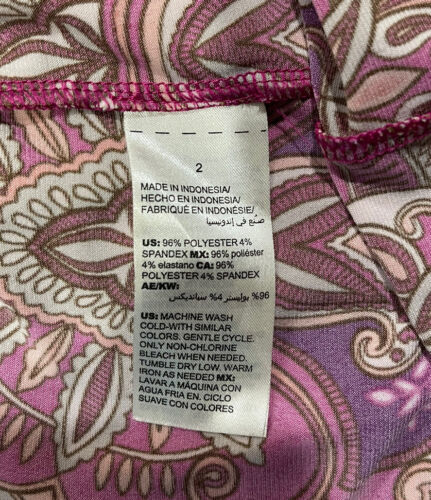 2
MADE IN INDONESIA/
HECHO EN INDONESIA/
FABRIQUÉ EN INDONÉSIE/
صنع في إندونيسيا
US: 96% POLYESTER 4%
SPANDEX MX: 96% poliéster
4% elastano CA: 96%
POLYESTER 4% SPANDEX
AE/KW:
96% بوليستر 4% سباندیکس
US: MACHINE WASH
COLD-WITH SIMILAR
COLORS. GENTLE CYCLE.
ONLY NON-CHLORINE
BLEACH WHEN NEEDED.
TUMBLE DRY LOW. WARM
IRON AS NEEDED MX:
LAVAR A MÁQUINA CON
AGUA FRIA EN. CICLO
SUAVE CON COLORES